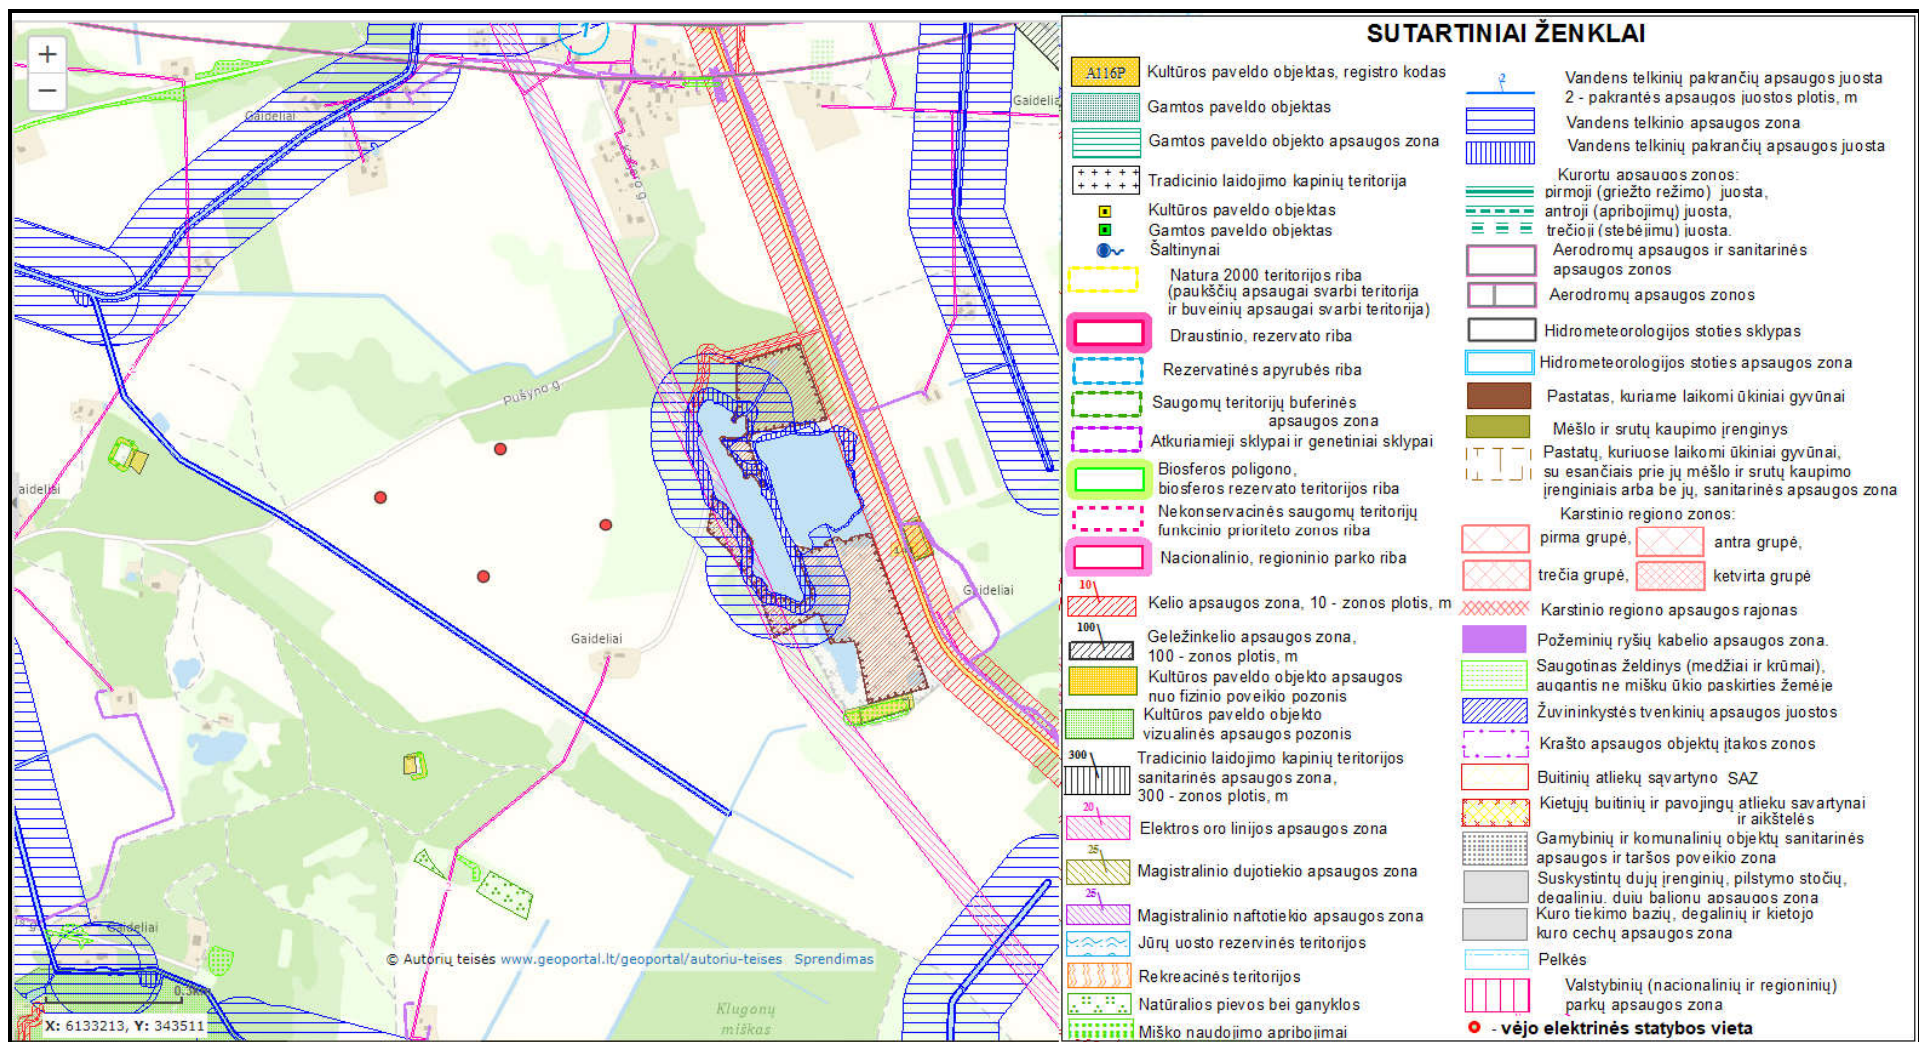 +
−
1
Gaideliai
Gaidelia
Pušyno g.
aideliai
Gaideliai
Gaideliai
Gaideliai
© Autorių teisės www.geoportal.lt/geoportal/autoriu-teises Sprendimas
0.3km
X: 6133213, Y: 343511
Klugonų
miškas
SUTARTINIAI ŽENKLAI
A116P Kultūros paveldo objektas, registro kodas
Gamtos paveldo objektas
Gamtos paveldo objekto apsaugos zona
Tradicinio laidojimo kapinių teritorija
Kultūros paveldo objektas
Gamtos paveldo objektas
Šaltinynai
Natura 2000 teritorijos riba
(paukščių apsaugai svarbi teritorija
ir buveinių apsaugai svarbi teritorija)
Draustinio, rezervato riba
Rezervatinės apyrubės riba
Saugomų teritorijų buferinės
apsaugos zona
Atkuriamieji sklypai ir genetiniai sklypai
Biosferos poligono,
biosferos rezervato teritorijos riba
Nekonservacinės saugomų teritorijų
funkcinio prioriteto zonos riba
Nacionalinio, regioninio parko riba
10
Kelio apsaugos zona, 10 - zonos plotis, m
100
Geležinkelio apsaugos zona,
100 - zonos plotis, m
Kultūros paveldo objekto apsaugos
nuo fizinio poveikio pozonis
Kultūros paveldo objekto
vizualinės apsaugos pozonis
300
Tradicinio laidojimo kapinių teritorijos
sanitarinės apsaugos zona,
300 - zonos plotis, m
20
Elektros oro linijos apsaugos zona
25
Magistralinio dujotiekio apsaugos zona
25
Magistralinio naftotiekio apsaugos zona
Jūrų uosto rezervinės teritorijos
Rekreacinės teritorijos
Natūralios pievos bei ganyklos
Miško naudojimo apribojimai
2
Vandens telkinių pakrančių apsaugos juosta
2 - pakrantės apsaugos juostos plotis, m
Vandens telkinio apsaugos zona
Vandens telkinių pakrančių apsaugos juosta
Kurortu apsaugos zonos:
pirmoji (griežto režimo) juosta,
antroji (apribojimų) juosta,
trečioji (stebėjimų) juosta.
Aerodromų apsaugos ir sanitarinės
apsaugos zonos
Aerodromų apsaugos zonos
Hidrometeorologijos stoties sklypas
Hidrometeorologijos stoties apsaugos zona
Pastatas, kuriame laikomi ūkiniai gyvūnai
Mėšlo ir srutų kaupimo įrenginys
Pastatų, kuriuose laikomi ūkiniai gyvūnai,
su esančiais prie jų mėšlo ir srutų kaupimo
įrenginiais arba be jų, sanitarinės apsaugos zona
Karstinio regiono zonos:
pirma grupė, antra grupė,
trečia grupė, ketvirta grupė
Karstinio regiono apsaugos rajonas
Požeminių ryšių kabelio apsaugos zona.
Saugotinas želdinys (medžiai ir krūmai),
augantis ne mišku ūkio paskirties žemėje
Žuvininkystės tvenkinių apsaugos juostos
Krašto apsaugos objektų įtakos zonos
Buitinių atliekų sąvartyno SAZ
Kietųjų buitinių ir pavojingų atlieku savartynai
ir aikštelės
Gamybinių ir komunalinių objektų sanitarinės
apsaugos ir taršos poveikio zona
Suskystintų dujų įrenginių, pilstymo stočių,
degalinių, dujų balionų apsaugos zona
Kuro tiekimo bazių, degalinių ir kietojo
kuro cechų apsaugos zona
Pelkės
Valstybinių (nacionalinių ir regioninių)
parkų apsaugos zona
- vėjo elektrinės statybos vieta